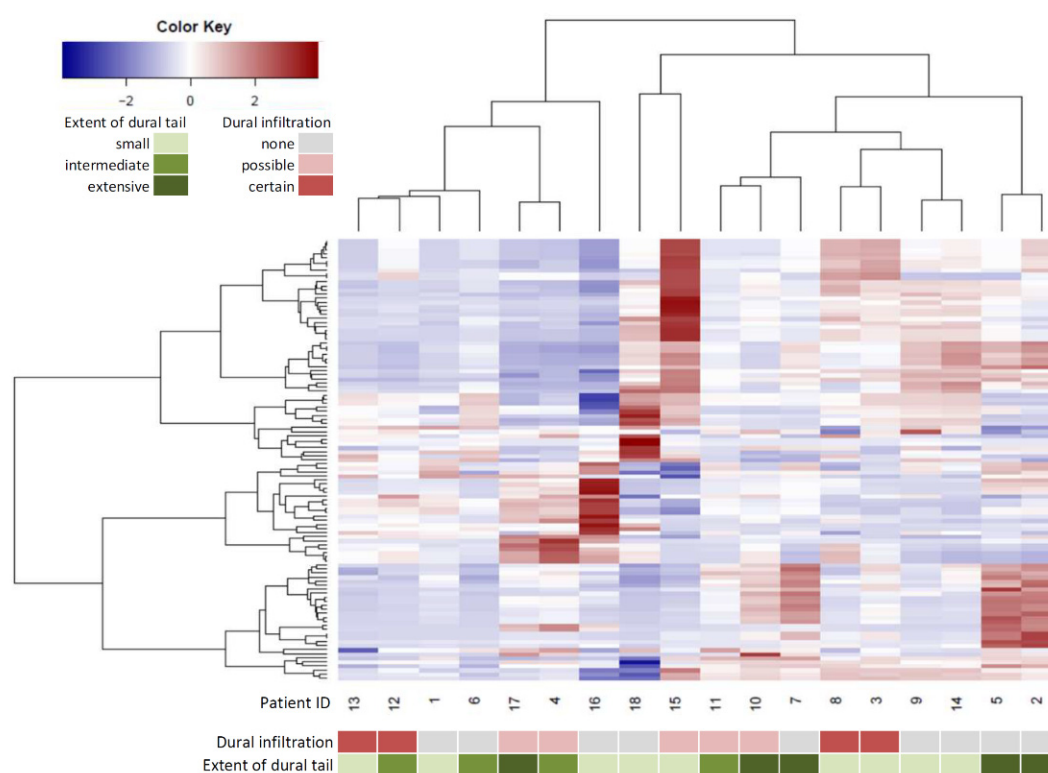 Color Key
−2 0 2
Extent of dural tail Dural infiltration
small none
intermediate possible
extensive certain
Patient ID 13 12 1 6 17 4 16 18 15 11 10 7 8 3 9 14 5 2
Dural infiltration
Extent of dural tail